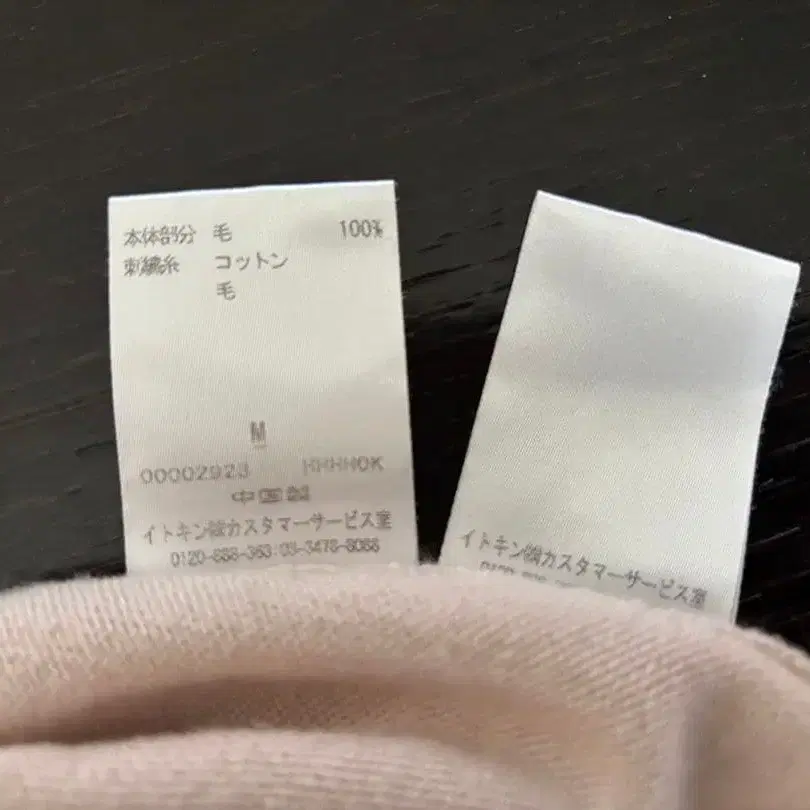 本体部分 毛 100%
刺繍糸 コットン
毛
M
00002923 HHHHOK
中国製
イトキン㈱カスタマーサービス室
0120-888-363:03-3478-8088
イトキン㈱カスタマーサービス室